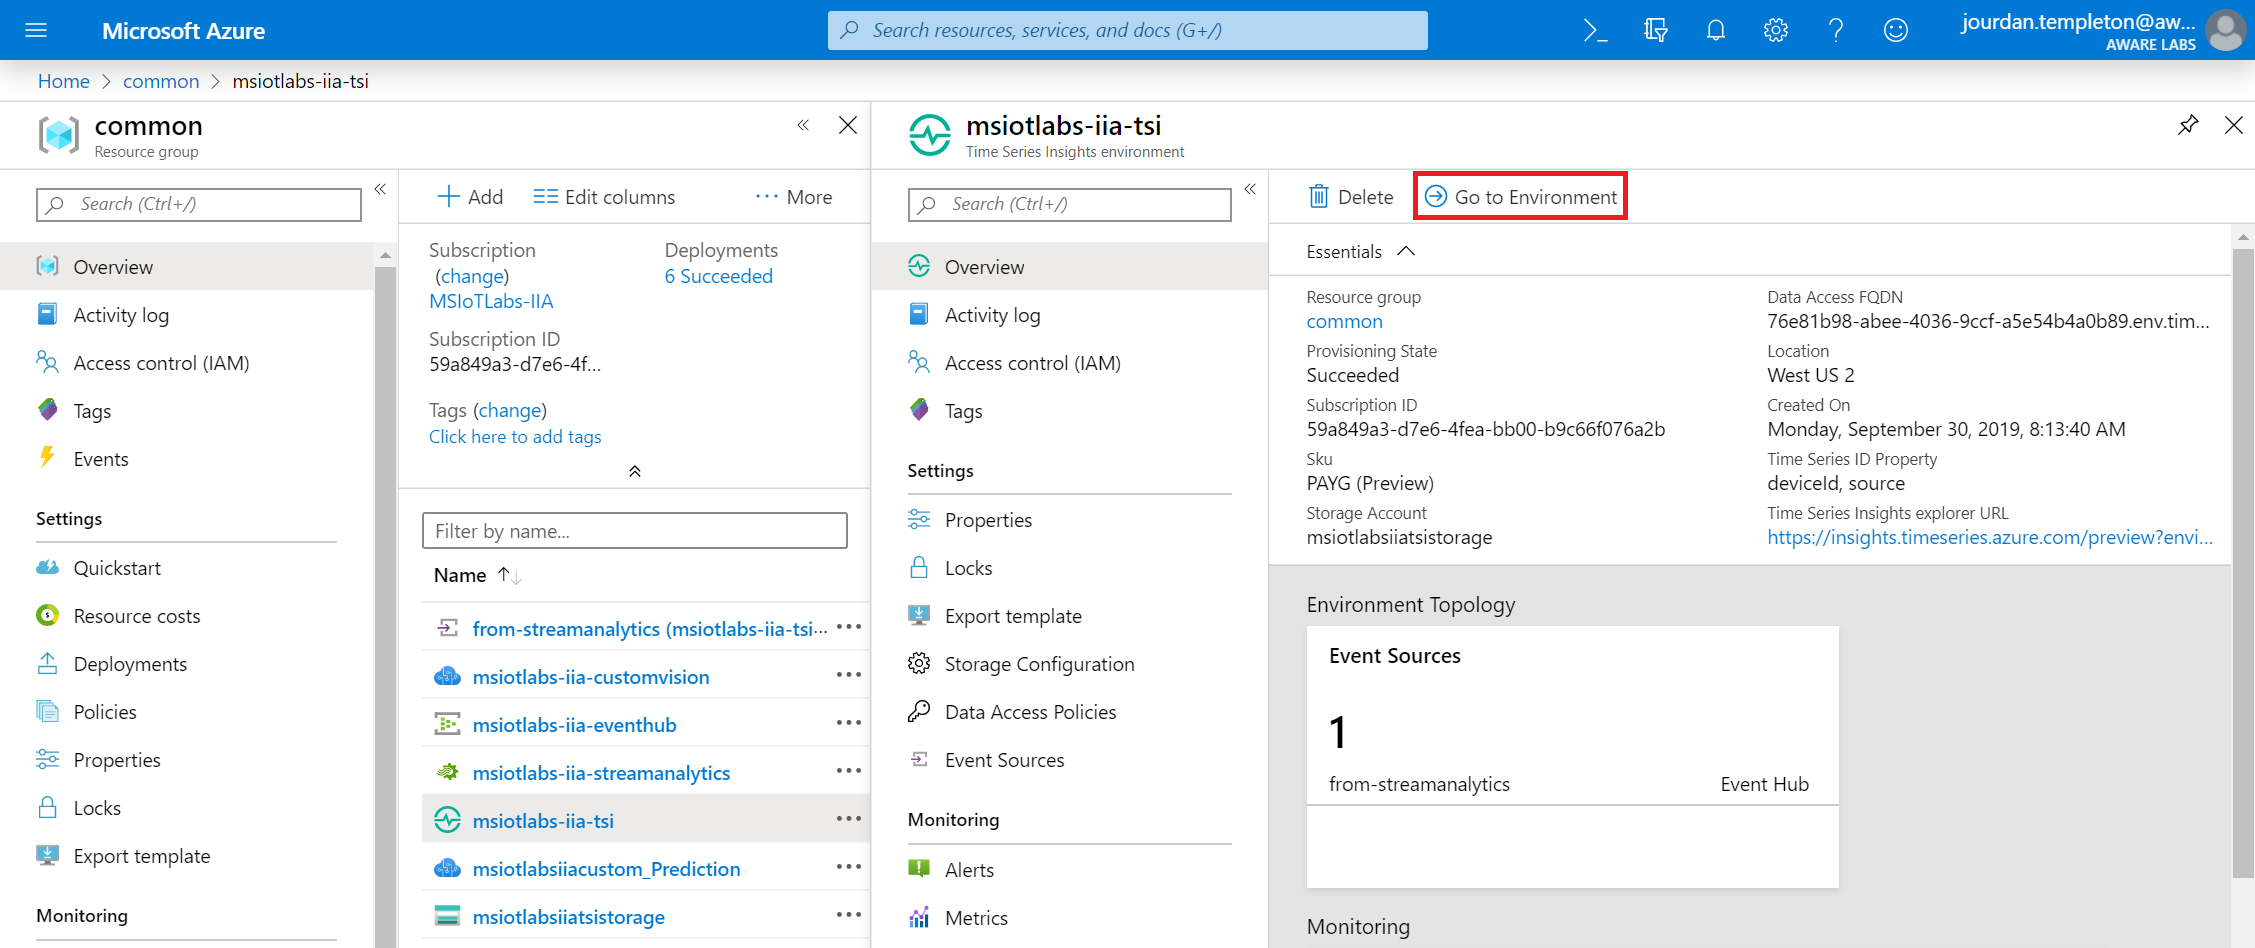 Microsoft Azure
Search resources, services, and docs (G+/)
jourdan.templeton@aw...
AWARE LABS
Home > common > msiotlabs-iia-tsi
common
Resource group
Search (Ctrl+/)
Overview
Activity log
Access control (IAM)
Tags
Events
Settings
Quickstart
Resource costs
Deployments
Policies
Properties
Locks
Export template
Monitoring
Add
Edit columns
More
Subscription
(change)
MSIoTLabs-IIA
Deployments
6 Succeeded
Subscription ID
59a849a3-d7e6-4f...
Tags (change)
Click here to add tags
Filter by name...
Name
from-streamanalytics (msiotlabs-iia-tsi...
msiotlabs-iia-customvision
msiotlabs-iia-eventhub
msiotlabs-iia-streamanalytics
msiotlabs-iia-tsi
msiotlabsiiacustom_Prediction
msiotlabsiiatsistorage
msiotlabs-iia-tsi
Time Series Insights environment
Search (Ctrl+/)
Overview
Activity log
Access control (IAM)
Tags
Settings
Properties
Locks
Export template
Storage Configuration
Data Access Policies
Event Sources
Monitoring
Alerts
Metrics
Delete
Go to Environment
Essentials
Resource group
common
Provisioning State
Succeeded
Subscription ID
59a849a3-d7e6-4fea-bb00-b9c66f076a2b
Sku
PAYG (Preview)
Storage Account
msiotlabsiiatsistorage
Data Access FQDN
76e81b98-abee-4036-9ccf-a5e54b4a0b89.env.tim...
Location
West US 2
Created On
Monday, September 30, 2019, 8:13:40 AM
Time Series ID Property
deviceId, source
Time Series Insights explorer URL
https://insights.timeseries.azure.com/preview?envi...
Environment Topology
Event Sources
1
from-streamanalytics
Event Hub
Monitoring